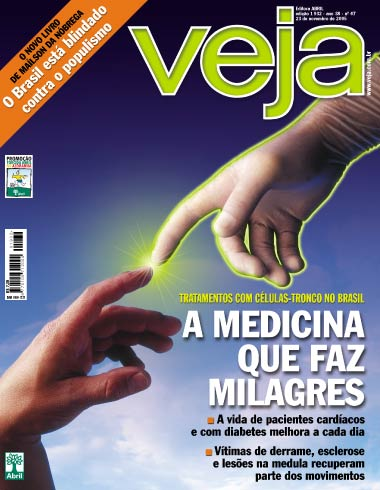 O NOVO LIVRO
DE MAÍLSON DA NÓBREGA
O Brasil está blindado
contra o populismo
Editora ABRIL
edição 1 932 - ano 38 - nº 47
23 de novembro de 2005
veja
www.veja.com.br
PROMOÇÃO
TRATAMENTOS COM CÉLULAS-TRONCO NO BRASIL
A MEDICINA
QUE FAZ
MILAGRES
■ A vida de pacientes cardíacos
e com diabetes melhora a cada dia
■ Vítimas de derrame, esclerose
e lesões na medula recuperam
parte dos movimentos
Abril